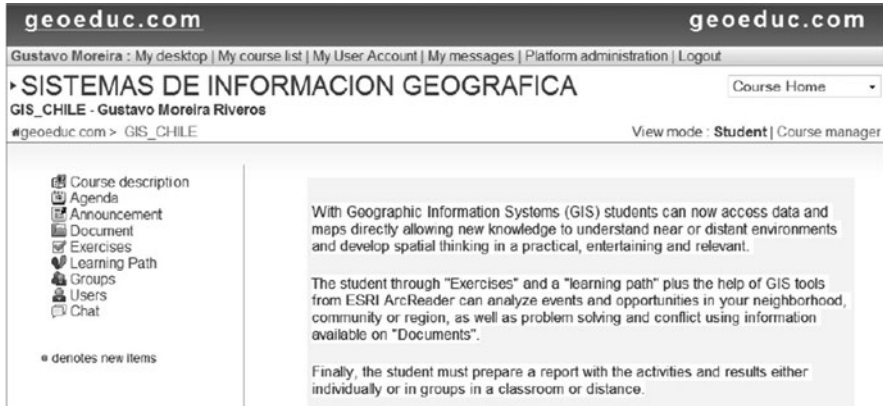 geoeduc.com geoeduc.com
Gustavo Moreira : My desktop | My course list | My User Account | My messages | Platform administration | Logout
SISTEMAS DE INFORMACION GEOGRAFICA
Course Home
GIS_CHILE - Gustavo Moreira Riveros
geoeduc.com > GIS_CHILE View mode : Student | Course manager
Course description
Agenda
Announcement
Document
Exercises
Learning Path
Groups
Users
Chat
denotes new items
With Geographic Information Systems (GIS) students can now access data and
maps directly allowing new knowledge to understand near or distant environments
and develop spatial thinking in a practical, entertaining and relevant.
The student through "Exercises" and a "learning path" plus the help of GIS tools
from ESRI ArcReader can analyze events and opportunities in your neighborhood,
community or region, as well as problem solving and conflict using information
available on "Documents".
Finally, the student must prepare a report with the activities and results either
individually or in groups in a classroom or distance.